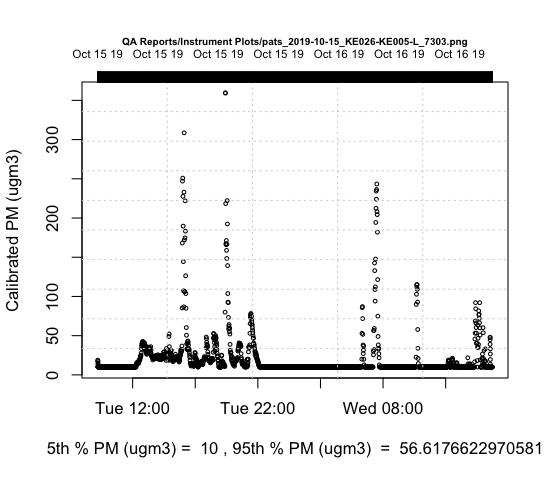 QA Reports/Instrument Plots/pats_2019-10-15_KE026-KE005-L_7303.png
Oct 15 19 Oct 15 19 Oct 15 19 Oct 15 19 Oct 16 19 Oct 16 19 Oct 16 19
Calibrated PM (ugm3)
300
200
100
50
0
Tue 12:00 Tue 22:00 Wed 08:00
5th % PM (ugm3) = 10 , 95th % PM (ugm3) = 56.6176622970581